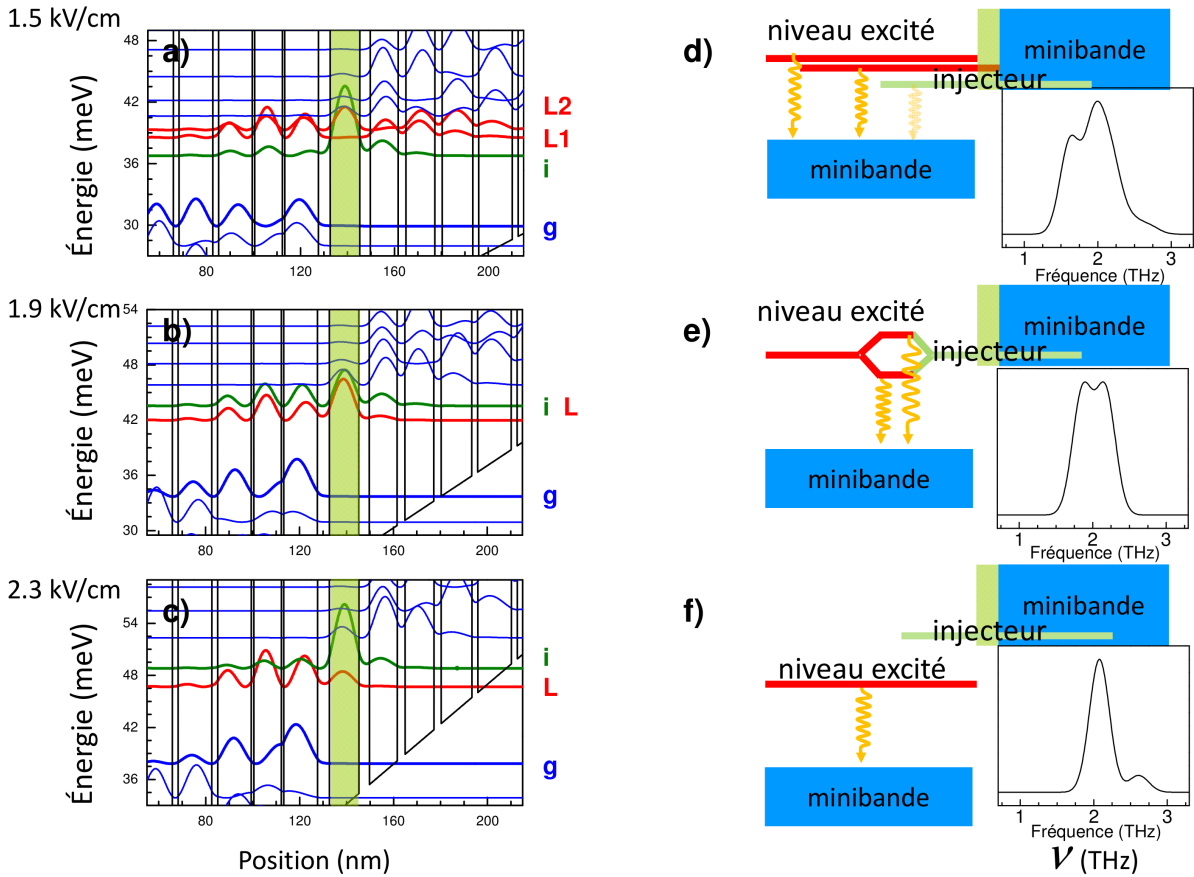 1.5 kV/cm
a)
Énergie (meV)
48
42
36
30
80
120
160
200
L2
L1
i
g
d)
niveau excité
minibande
injecteur
minibande
1
2
3
Fréquence (THz)
1.9 kV/cm
b)
Énergie (meV)
54
48
42
36
30
80
120
160
200
i L
g
e)
niveau excité
minibande
injecteur
minibande
1
2
3
Fréquence (THz)
2.3 kV/cm
c)
Énergie (meV)
54
48
42
36
80
120
160
200
i
L
g
Position (nm)
f)
minibande
injecteur
niveau excité
minibande
1
2
3
Fréquence (THz)
ν (THz)